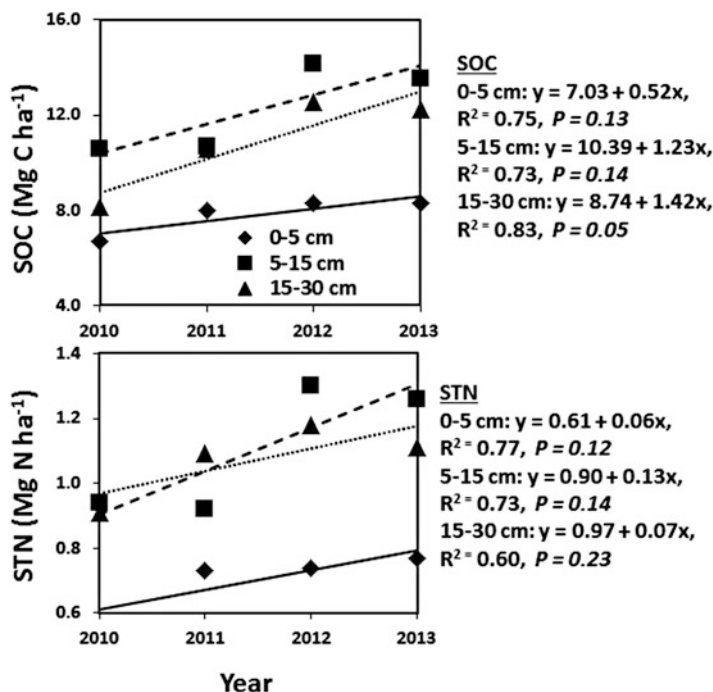 16.0
12.0
8.0
4.0
SOC (Mg C ha⁻¹)
◆ 0-5 cm
■ 5-15 cm
▲ 15-30 cm
2010 2011 2012 2013
SOC
0-5 cm: y = 7.03 + 0.52x,
R² = 0.75, P = 0.13
5-15 cm: y = 10.39 + 1.23x,
R² = 0.73, P = 0.14
15-30 cm: y = 8.74 + 1.42x,
R² = 0.83, P = 0.05
1.4
1.2
1.0
0.8
0.6
STN (Mg N ha⁻¹)
2010 2011 2012 2013
STN
0-5 cm: y = 0.61 + 0.06x,
R² = 0.77, P = 0.12
5-15 cm: y = 0.90 + 0.13x,
R² = 0.73, P = 0.14
15-30 cm: y = 0.97 + 0.07x,
R² = 0.60, P = 0.23
Year